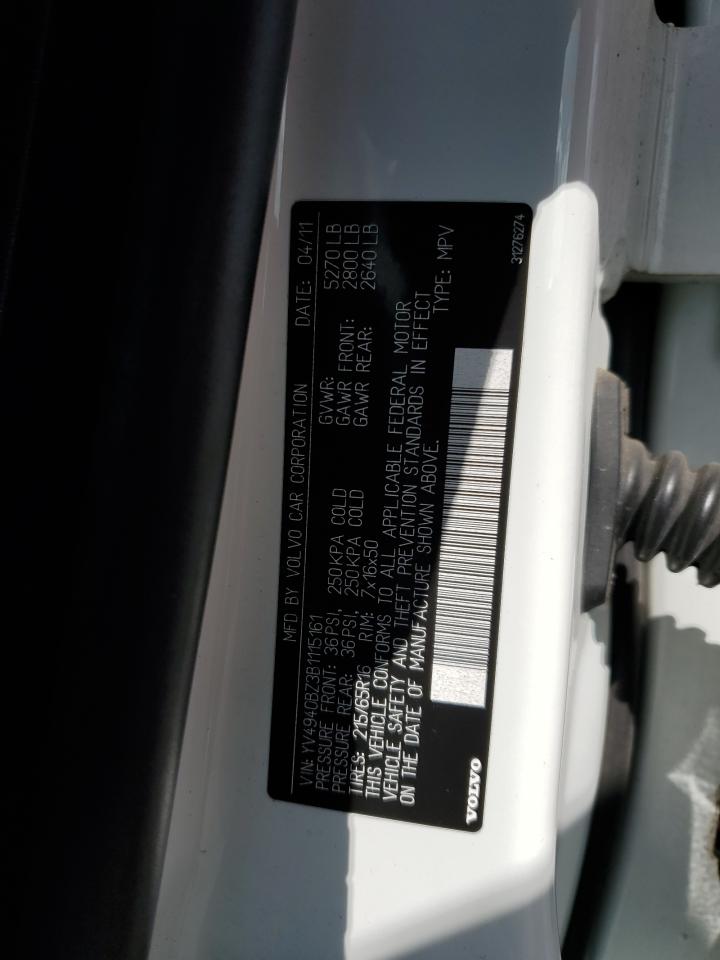 MFD BY VOLVO CAR CORPORATION DATE: 04/11
VIN: YV4940BZ3B1115161 GVWR: 5270 LB
PRESSURE FRONT: 36PSI, 250KPA COLD GAWR FRONT: 2800 LB
PRESSURE REAR: 36PSI, 250KPA COLD GAWR REAR: 2640 LB
TIRES: 215/65R16 RIM: 7x16x50
THIS VEHICLE CONFORMS TO ALL APPLICABLE FEDERAL MOTOR
VEHICLE SAFETY AND THEFT PREVENTION STANDARDS IN EFFECT
ON THE DATE OF MANUFACTURE SHOWN ABOVE. TYPE: MPV
VOLVO 31276274